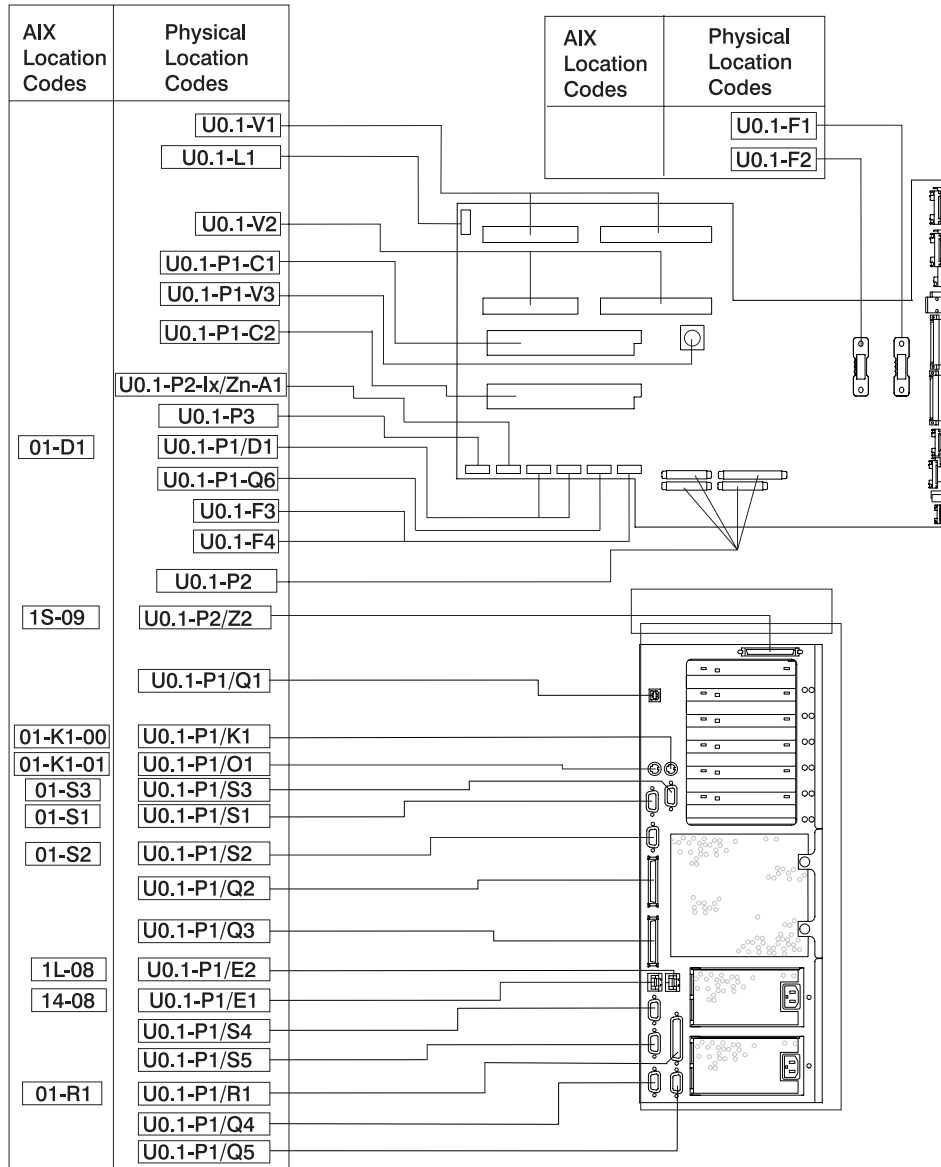 AIX Location Codes
Physical Location Codes
U0.1-V1
U0.1-L1
U0.1-V2
U0.1-P1-C1
U0.1-P1-V3
U0.1-P1-C2
U0.1-P2-Ix/Zn-A1
U0.1-P3
01-D1 U0.1-P1/D1
U0.1-P1-Q6
U0.1-F3
U0.1-F4
U0.1-P2
1S-09 U0.1-P2/Z2
U0.1-P1/Q1
01-K1-00 U0.1-P1/K1
01-K1-01 U0.1-P1/O1
01-S3 U0.1-P1/S3
01-S1 U0.1-P1/S1
01-S2 U0.1-P1/S2
U0.1-P1/Q2
U0.1-P1/Q3
1L-08 U0.1-P1/E2
14-08 U0.1-P1/E1
U0.1-P1/S4
U0.1-P1/S5
01-R1 U0.1-P1/R1
U0.1-P1/Q4
U0.1-P1/Q5
AIX Location Codes
Physical Location Codes
U0.1-F1
U0.1-F2